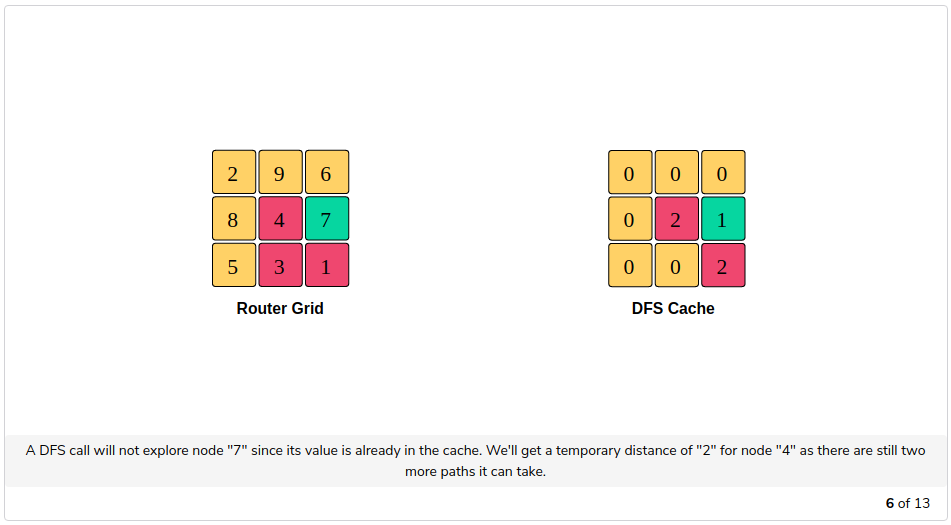 2 9 6 0 0 0
8 4 7 0 2 1
5 3 1 0 0 2
Router Grid DFS Cache
A DFS call will not explore node "7" since its value is already in the cache. We'll get a temporary distance of "2" for node "4" as there are still two
more paths it can take.
6 of 13